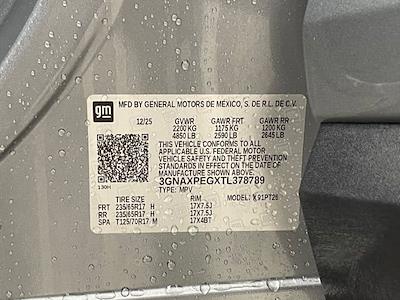 gm
MFD BY GENERAL MOTORS DE MEXICO, S. DE R.L. DE C.V.
12/25 GVWR GAWR FRT GAWR RR
2200 KG 1175 KG 1200 KG
4850 LB 2590 LB 2645 LB
THIS VEHICLE CONFORMS TO ALL
APPLICABLE U.S. FEDERAL MOTOR
VEHICLE SAFETY AND THEFT PREVENTION
STANDARDS IN EFFECT ON THE DATE OF
MANUFACTURE SHOWN ABOVE.
3GNAXPEGXTL378789
130H TYPE: MPV
TIRE SIZE RIM MODEL: 1PT26
FRT 235/65R17 H 17X7.5J
RR 235/65R17 H 17X7.5J
SPA T125/70R17 M 17X4BT